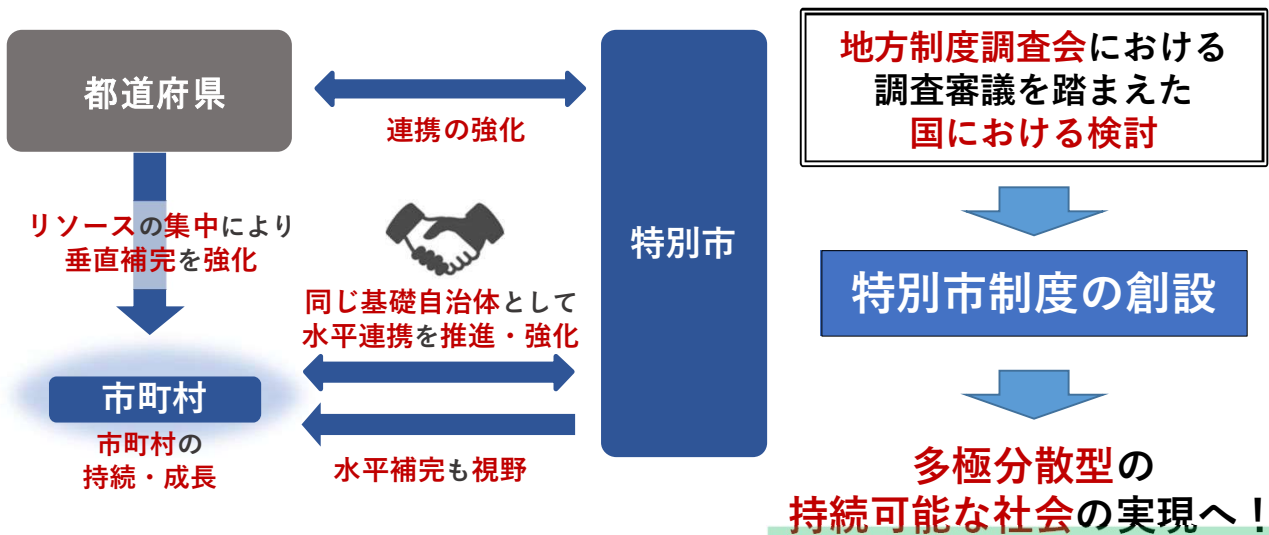 都道府県
連携の強化
リソースの集中により
垂直補完を強化
同じ基礎自治体として
水平連携を推進・強化
市町村
市町村の
持続・成長
水平補完も視野
特別市
地方制度調査会における
調査審議を踏まえた
国における検討
特別市制度の創設
多極分散型の
持続可能な社会の実現へ！